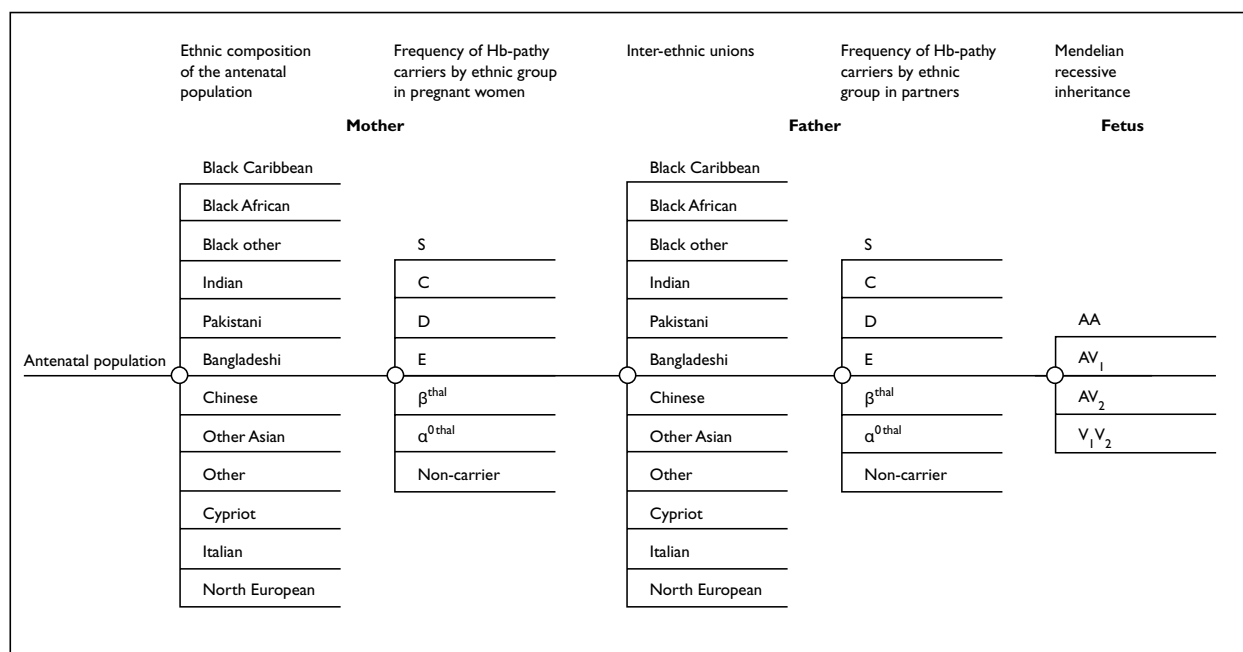 Ethnic composition
of the antenatal
population
Frequency of Hb-pathy
carriers by ethnic group
in pregnant women
Inter-ethnic unions
Frequency of Hb-pathy
carriers by ethnic
group in partners
Mendelian
recessive
inheritance
Mother
Father
Fetus
Antenatal population
Black Caribbean
Black African
Black other
Indian
Pakistani
Bangladeshi
Chinese
Other Asian
Other
Cypriot
Italian
North European
S
C
D
E
β^thal
α^0 thal
Non-carrier
Black Caribbean
Black African
Black other
Indian
Pakistani
Bangladeshi
Chinese
Other Asian
Other
Cypriot
Italian
North European
S
C
D
E
β^thal
α^0 thal
Non-carrier
AA
AV₁
AV₂
V₁V₂